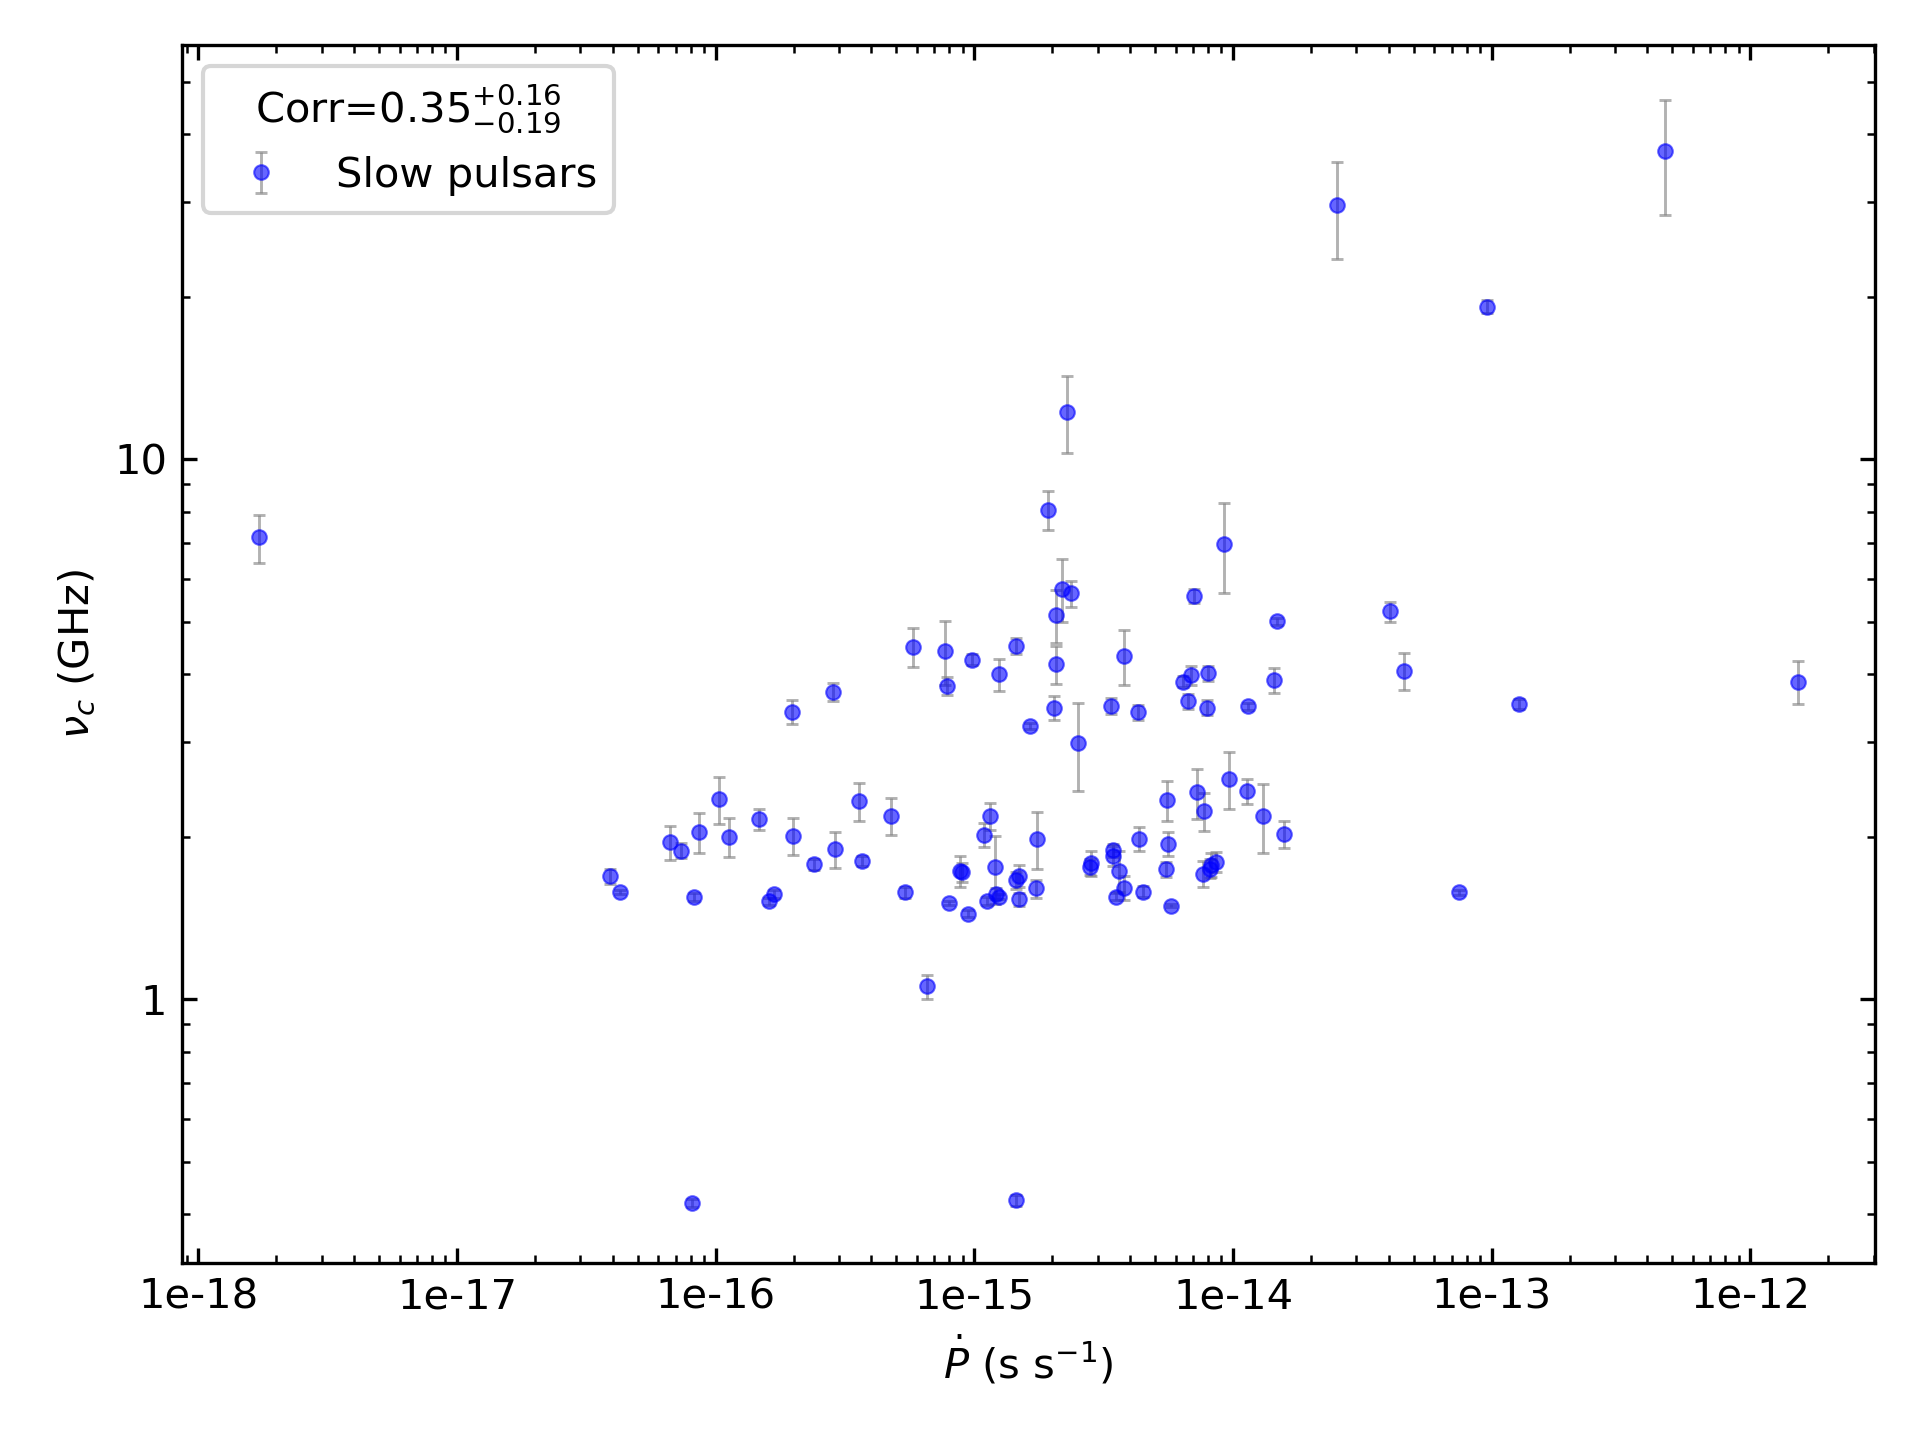 Corr=0.35$^{+0.16}_{-0.19}$
Slow pulsars
10
1
ν$_c$ (GHz)
1e-18 1e-17 1e-16 1e-15 1e-14 1e-13 1e-12
Ṗ (s s$^{-1}$)